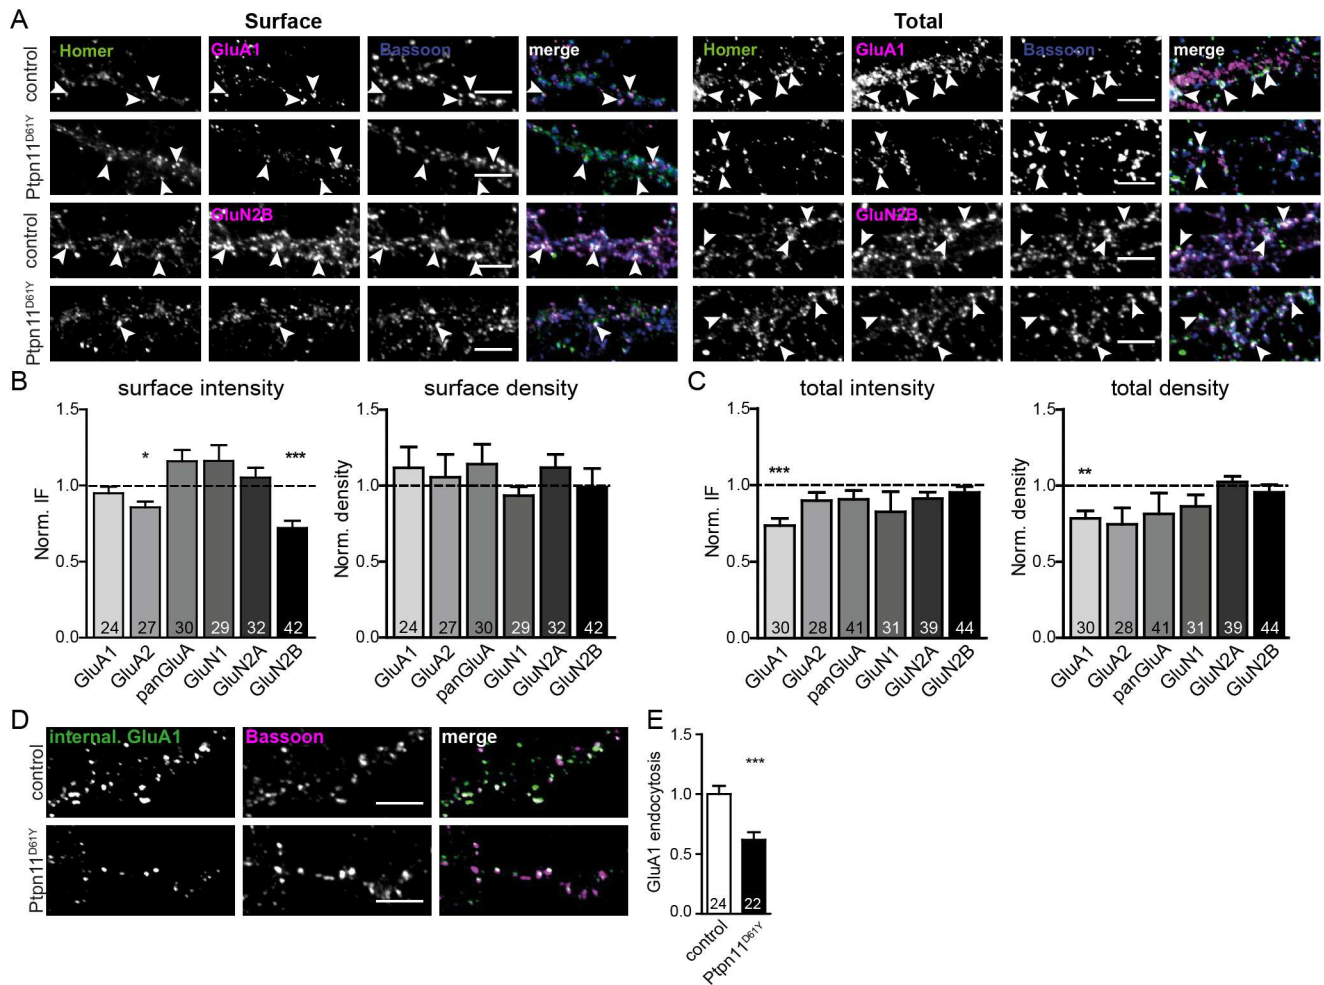 A
Surface
Total
control
Homer
GluA1
Bassoon
merge
Homer
GluA1
Bassoon
merge
Ptpn11D61Y
control
GluN2B
GluN2B
Ptpn11D61Y
B
surface intensity
surface density
C
total intensity
total density
Norm. IF
1.5
1.0
0.5
0.0
*
***
24 27 30 29 32 42
GluA1
GluA2
panGluA
GluN1
GluN2A
GluN2B
Norm. density
1.5
1.0
0.5
0.0
24 27 30 29 32 42
GluA1
GluA2
panGluA
GluN1
GluN2A
GluN2B
Norm. IF
1.5
1.0
0.5
0.0
***
30 28 41 31 39 44
GluA1
GluA2
panGluA
GluN1
GluN2A
GluN2B
Norm. density
1.5
1.0
0.5
0.0
**
30 28 41 31 39 44
GluA1
GluA2
panGluA
GluN1
GluN2A
GluN2B
D
control
internal. GluA1
Bassoon
merge
Ptpn11D61Y
E
GluA1 endocytosis
1.5
1.0
0.5
0.0
***
24 22
control
Ptpn11D61Y